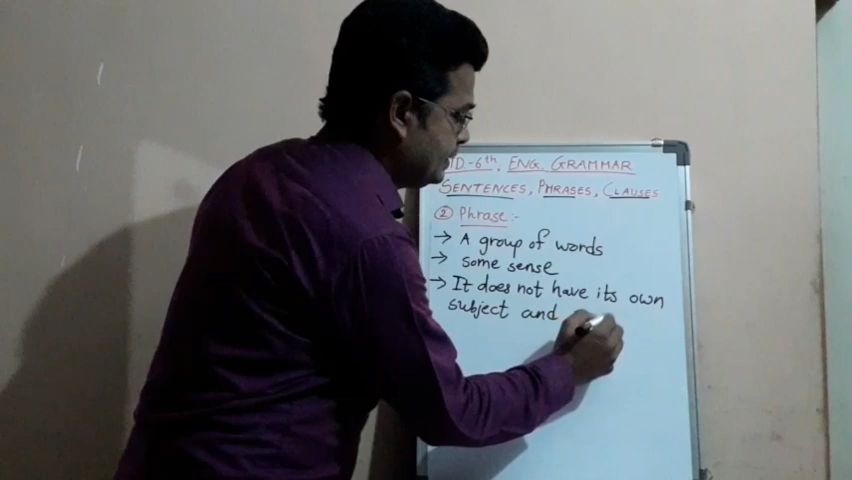 TD.-6th, ENG. GRAMMAR
SENTENCES, PHRASES, CLAUSES
② Phrase:-
→ A group of words
→ some sense
→ It does not have its own
subject and